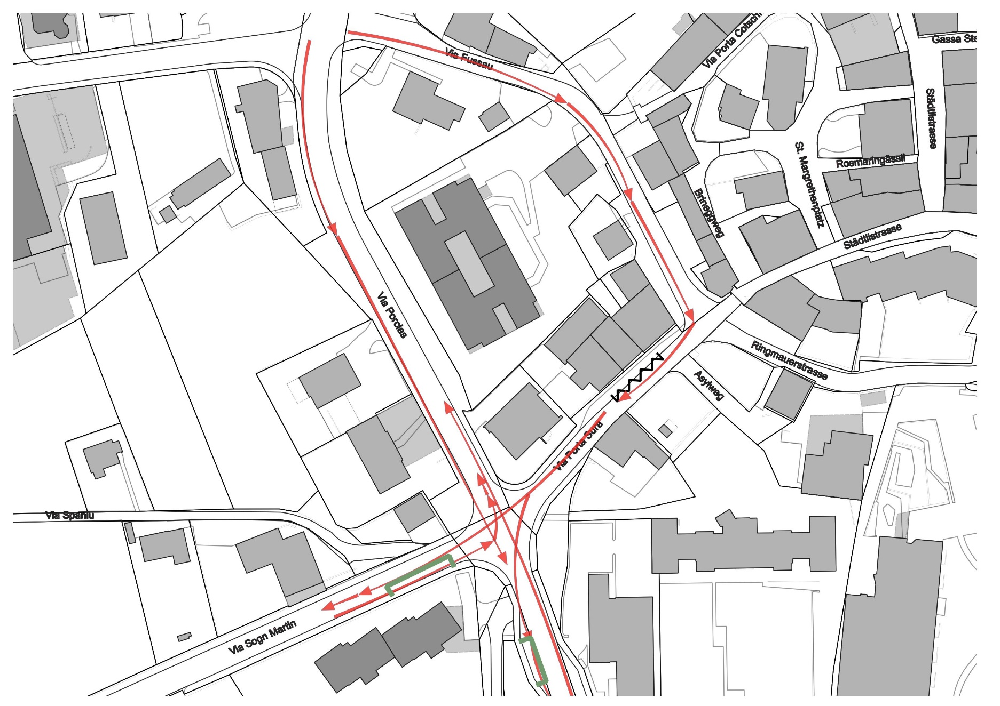 Via Porta Cotschna
Gassa Ste
Via Fussau
Städtlistrasse
St. Margrethenplatz
Rosmaringässli
Brineggweg
Städtlistrasse
Via Porclas
Ringmauerstrasse
Asylweg
Via Porta Sura
Via Spaniu
Via Sogn Martin